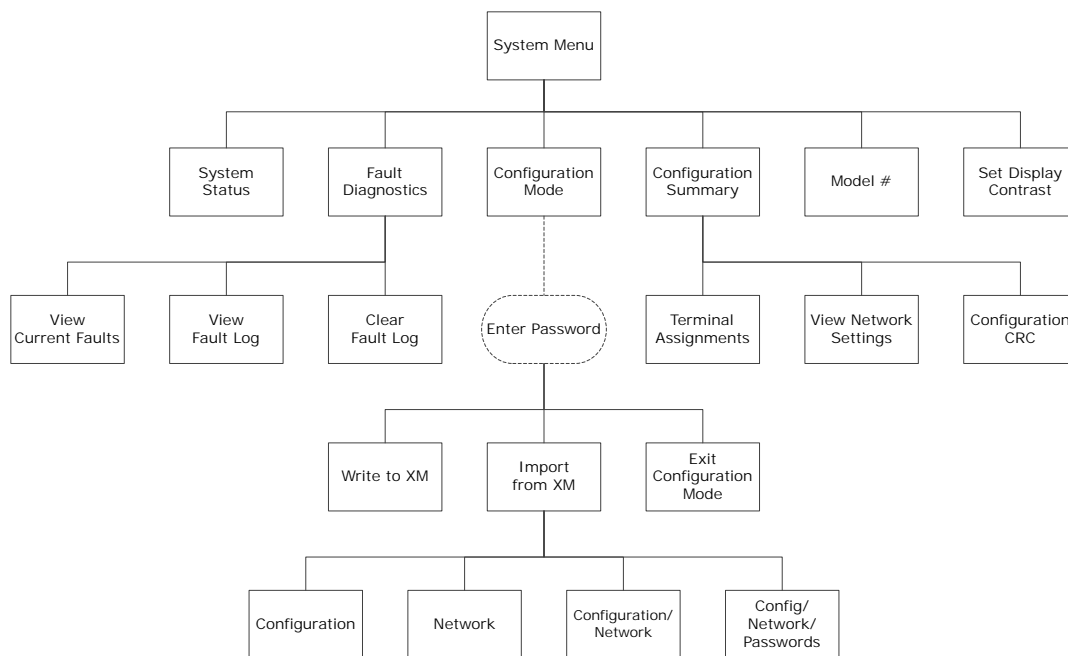 System Menu
System
Status
Fault
Diagnostics
Configuration
Mode
Configuration
Summary
Model #
Set Display
Contrast
View
Current Faults
View
Fault Log
Clear
Fault Log
Enter Password
Terminal
Assignments
View Network
Settings
Configuration
CRC
Write to XM
Import
from XM
Exit
Configuration
Mode
Configuration
Network
Configuration/
Network
Config/
Network/
Passwords